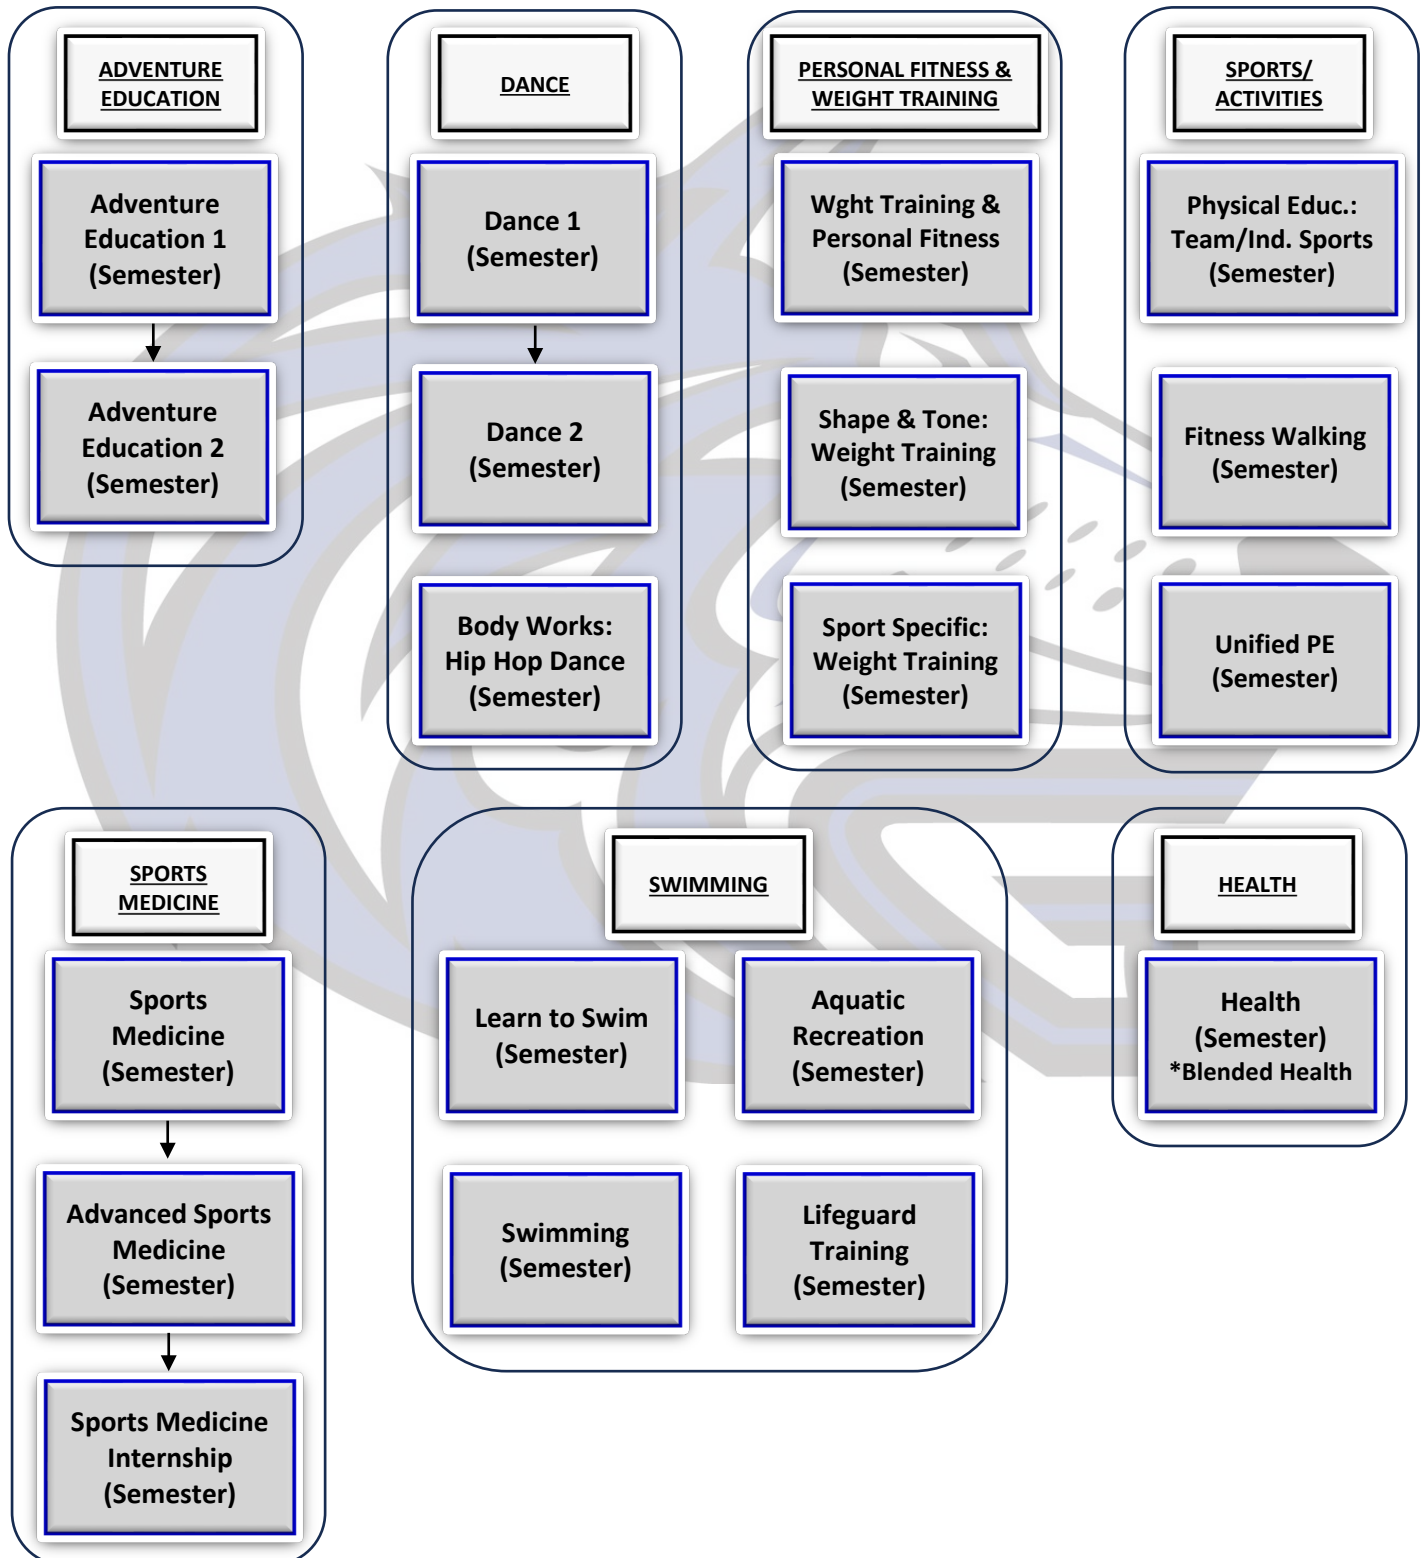 ADVENTURE
EDUCATION
Adventure
Education 1
(Semester)
Adventure
Education 2
(Semester)
DANCE
Dance 1
(Semester)
Dance 2
(Semester)
Body Works:
Hip Hop Dance
(Semester)
PERSONAL FITNESS &
WEIGHT TRAINING
Wght Training &
Personal Fitness
(Semester)
Shape & Tone:
Weight Training
(Semester)
Sport Specific:
Weight Training
(Semester)
SPORTS/
ACTIVITIES
Physical Educ.:
Team/Ind. Sports
(Semester)
Fitness Walking
(Semester)
Unified PE
(Semester)
SPORTS
MEDICINE
Sports
Medicine
(Semester)
Advanced Sports
Medicine
(Semester)
Sports Medicine
Internship
(Semester)
SWIMMING
Learn to Swim
(Semester)
Aquatic
Recreation
(Semester)
Swimming
(Semester)
Lifeguard
Training
(Semester)
HEALTH
Health
(Semester)
*Blended Health